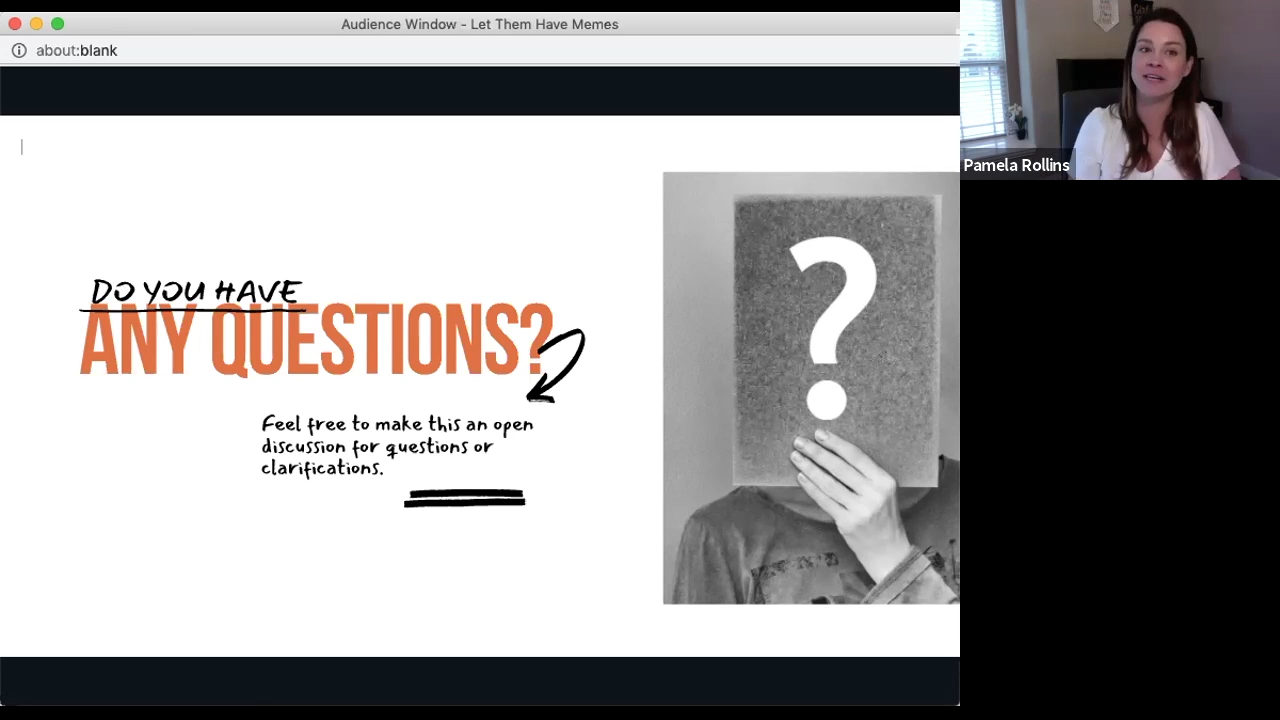 Audience Window - Let Them Have Memes
about:blank
DO YOU HAVE
ANY QUESTIONS?
Feel free to make this an open
discussion for questions or
clarifications.
?
Pamela Rollins